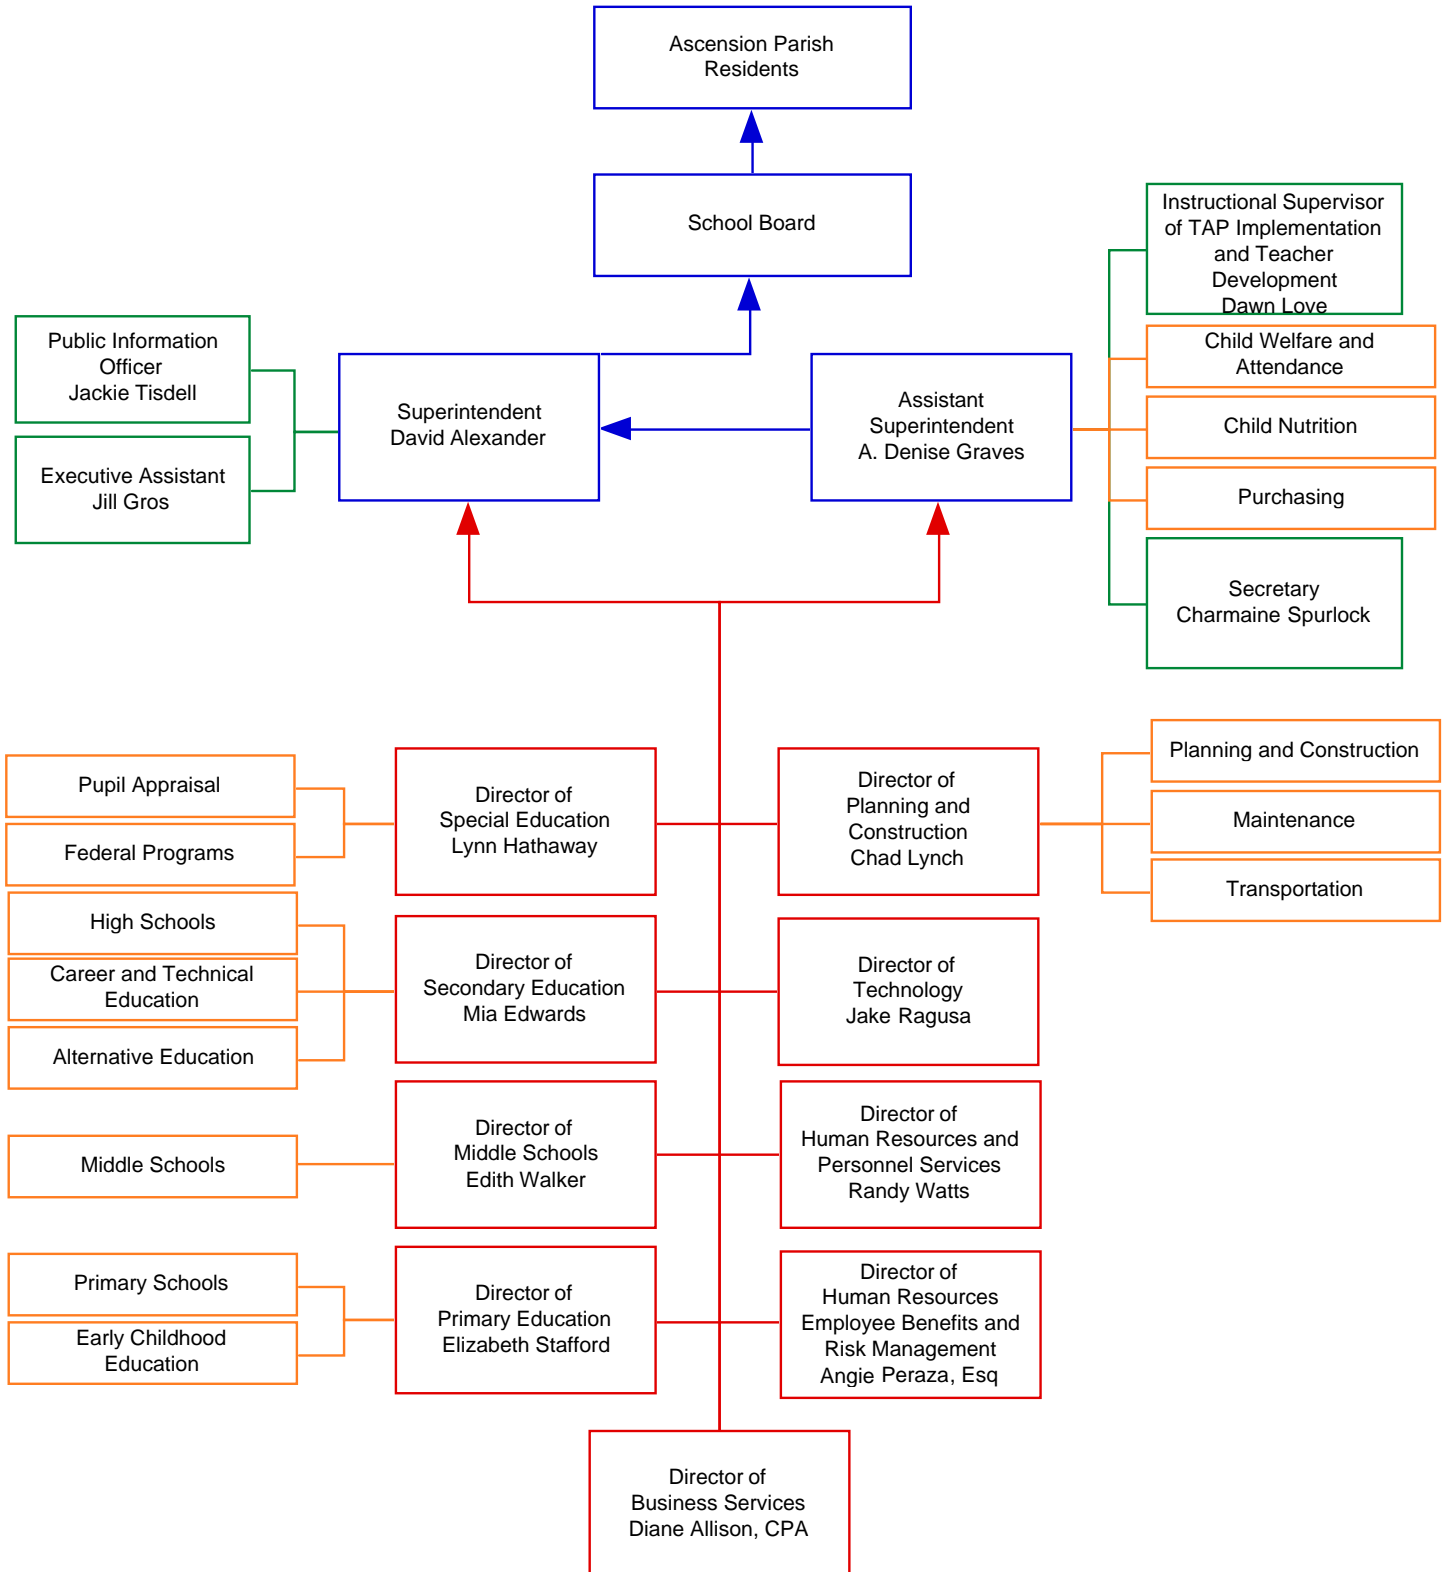 Ascension Parish
Residents
School Board
Instructional Supervisor
of TAP Implementation
and Teacher
Development
Dawn Love
Public Information
Officer
Jackie Tisdell
Executive Assistant
Jill Gros
Superintendent
David Alexander
Assistant
Superintendent
A. Denise Graves
Child Welfare and
Attendance
Child Nutrition
Purchasing
Secretary
Charmaine Spurlock
Pupil Appraisal
Federal Programs
Director of
Special Education
Lynn Hathaway
Director of
Planning and
Construction
Chad Lynch
Planning and Construction
Maintenance
Transportation
High Schools
Career and Technical
Education
Alternative Education
Director of
Secondary Education
Mia Edwards
Director of
Technology
Jake Ragusa
Middle Schools
Director of
Middle Schools
Edith Walker
Director of
Human Resources and
Personnel Services
Randy Watts
Primary Schools
Early Childhood
Education
Director of
Primary Education
Elizabeth Stafford
Director of
Human Resources
Employee Benefits and
Risk Management
Angie Peraza, Esq
Director of
Business Services
Diane Allison, CPA